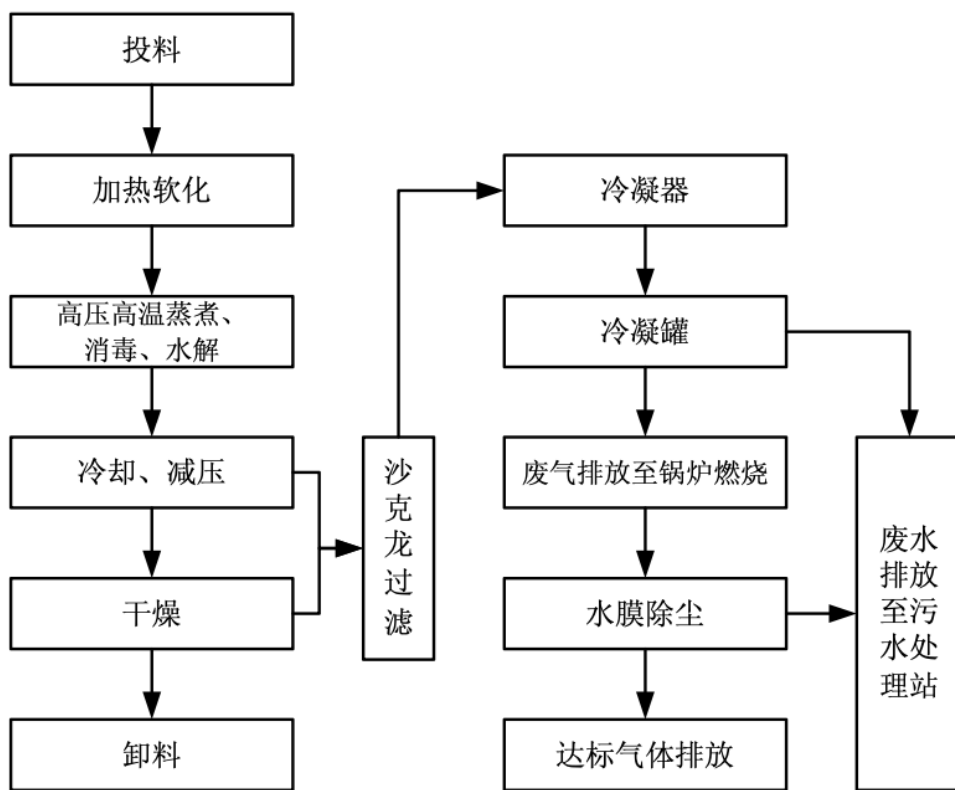 投料
加热软化
高压高温蒸煮、
消毒、水解
冷却、减压
干燥
卸料
沙
克
龙
过
滤
冷凝器
冷凝罐
废气排放至锅炉燃烧
水膜除尘
达标气体排放
废水
排放
至污
水处
理站